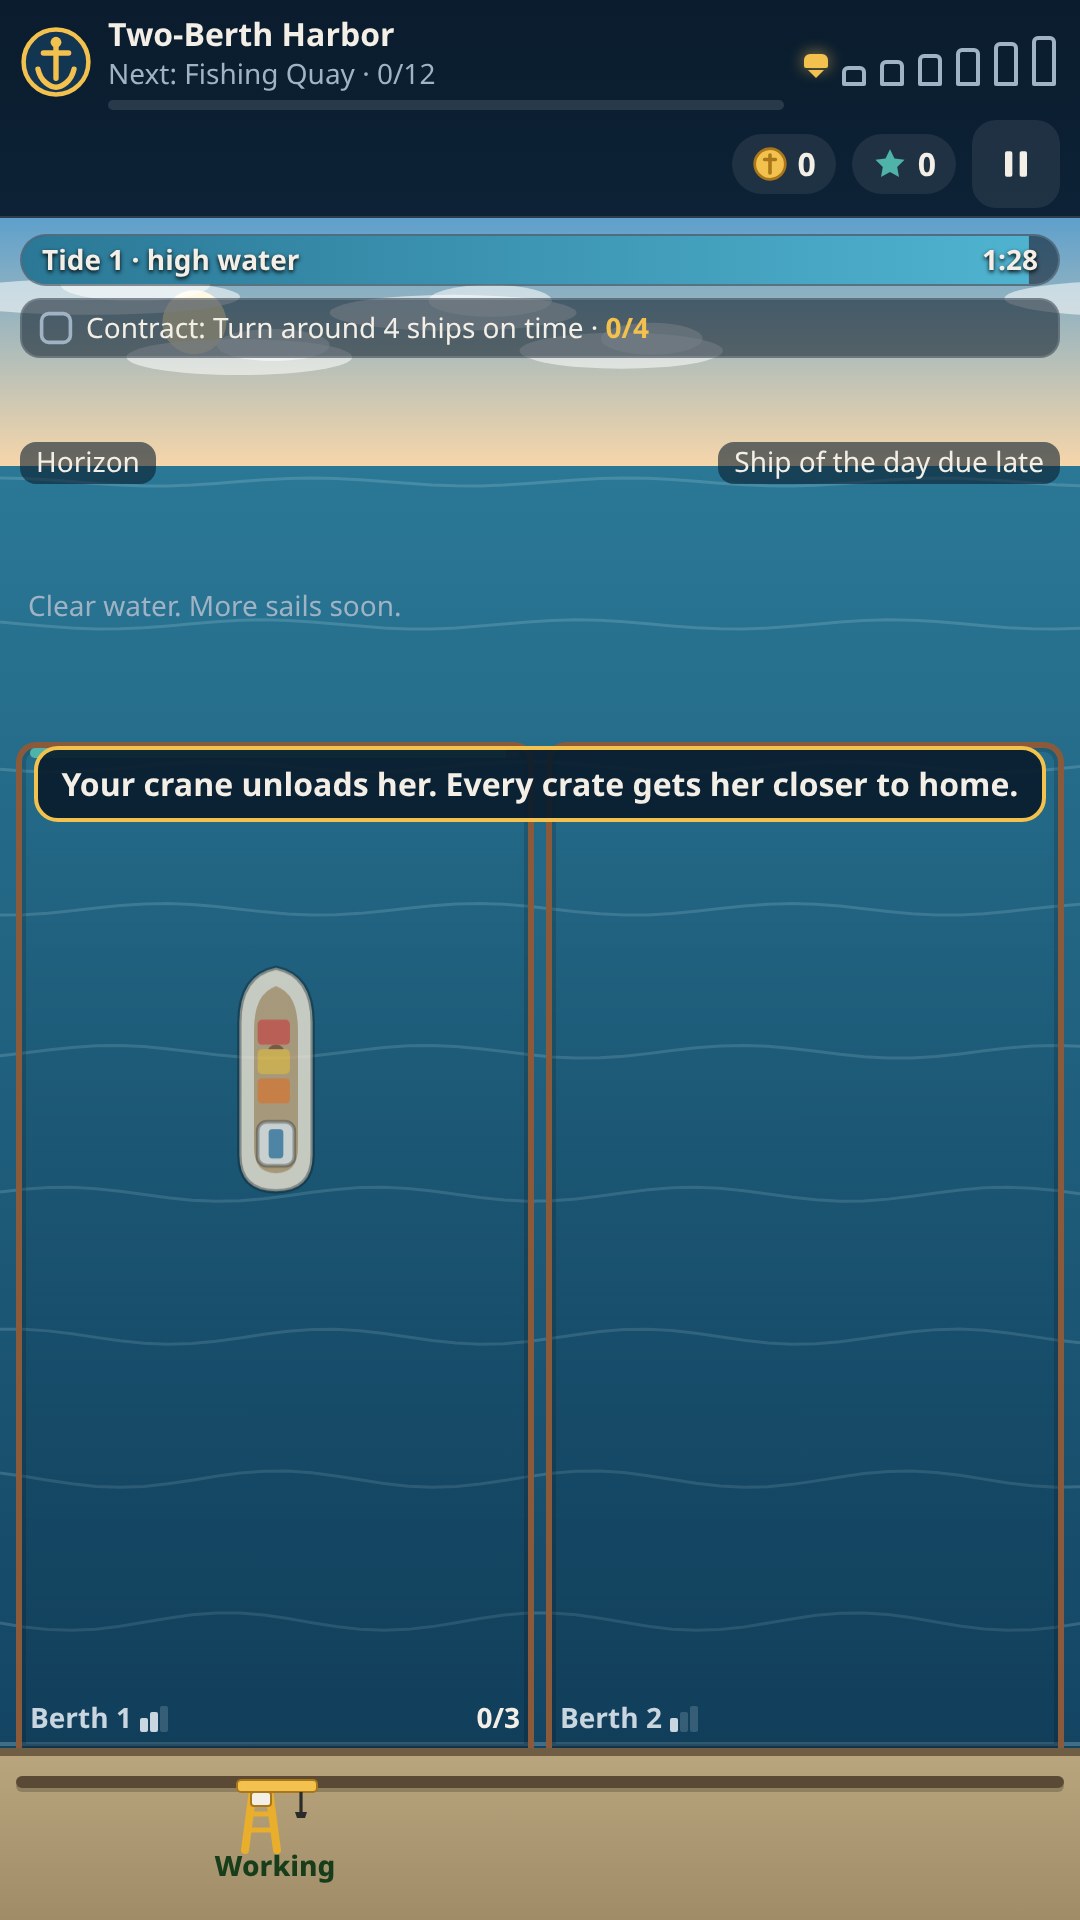 Two-Berth Harbor
Next: Fishing Quay · 0/12
0
0
Tide 1 · high water
1:28
Contract: Turn around 4 ships on time · 0/4
Horizon
Ship of the day due late
Clear water. More sails soon.
Your crane unloads her. Every crate gets her closer to home.
Berth 1
0/3
Berth 2
Working